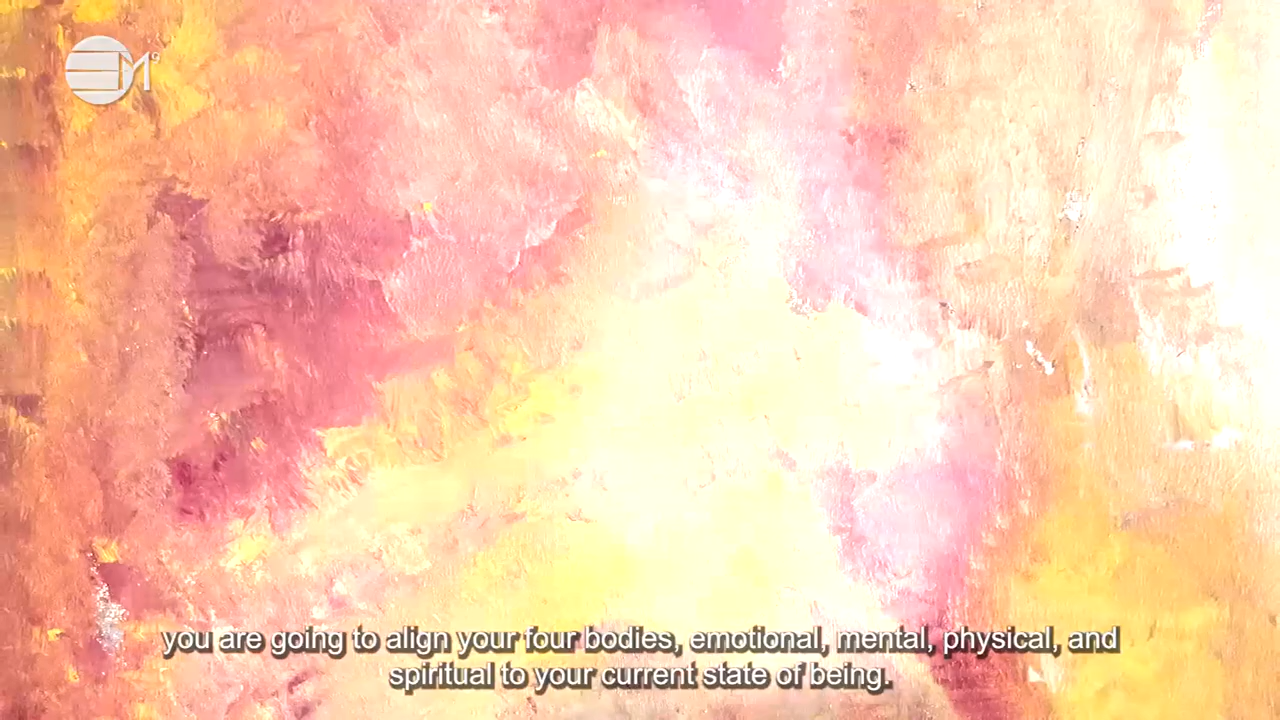 EM9
you are going to align your four bodies, emotional, mental, physical, and
spiritual to your current state of being.